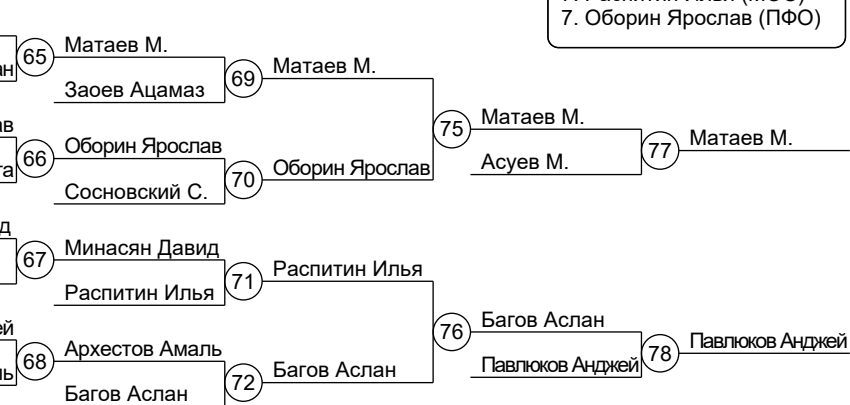 7. Оборин Ярослав (ПФО)
65
Матаев М.
Заоев Ацамаз
69
Матаев М.
66
Оборин Ярослав
Сосновский С.
70
Оборин Ярослав
75
Матаев М.
Асуев М.
77
Матаев М.
67
Минасян Давид
Распитин Илья
71
Распитин Илья
68
Архестов Амаль
Багов Аслан
72
Багов Аслан
76
Багов Аслан
Павлюков Анджей
78
Павлюков Анджей